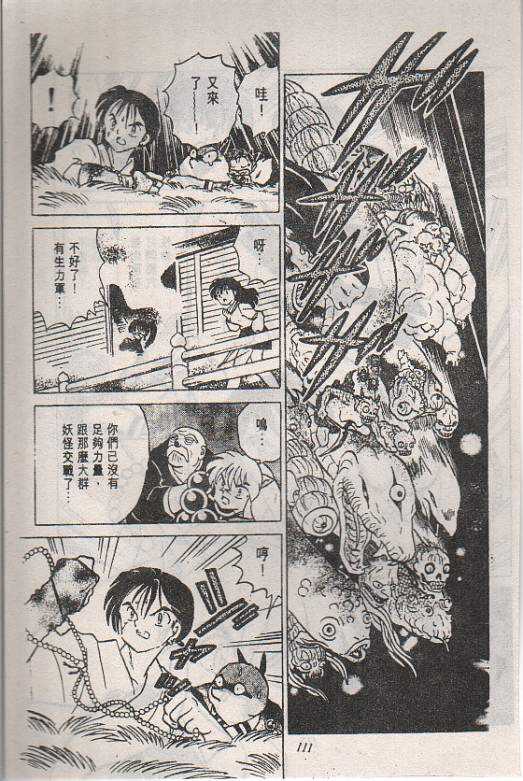 哇！
又來
了～！
！
呀…
不好了！
有生力軍…
嗚…
你們已沒有
足夠力量，
跟那麼大群
妖怪交戰了…
哼！
111